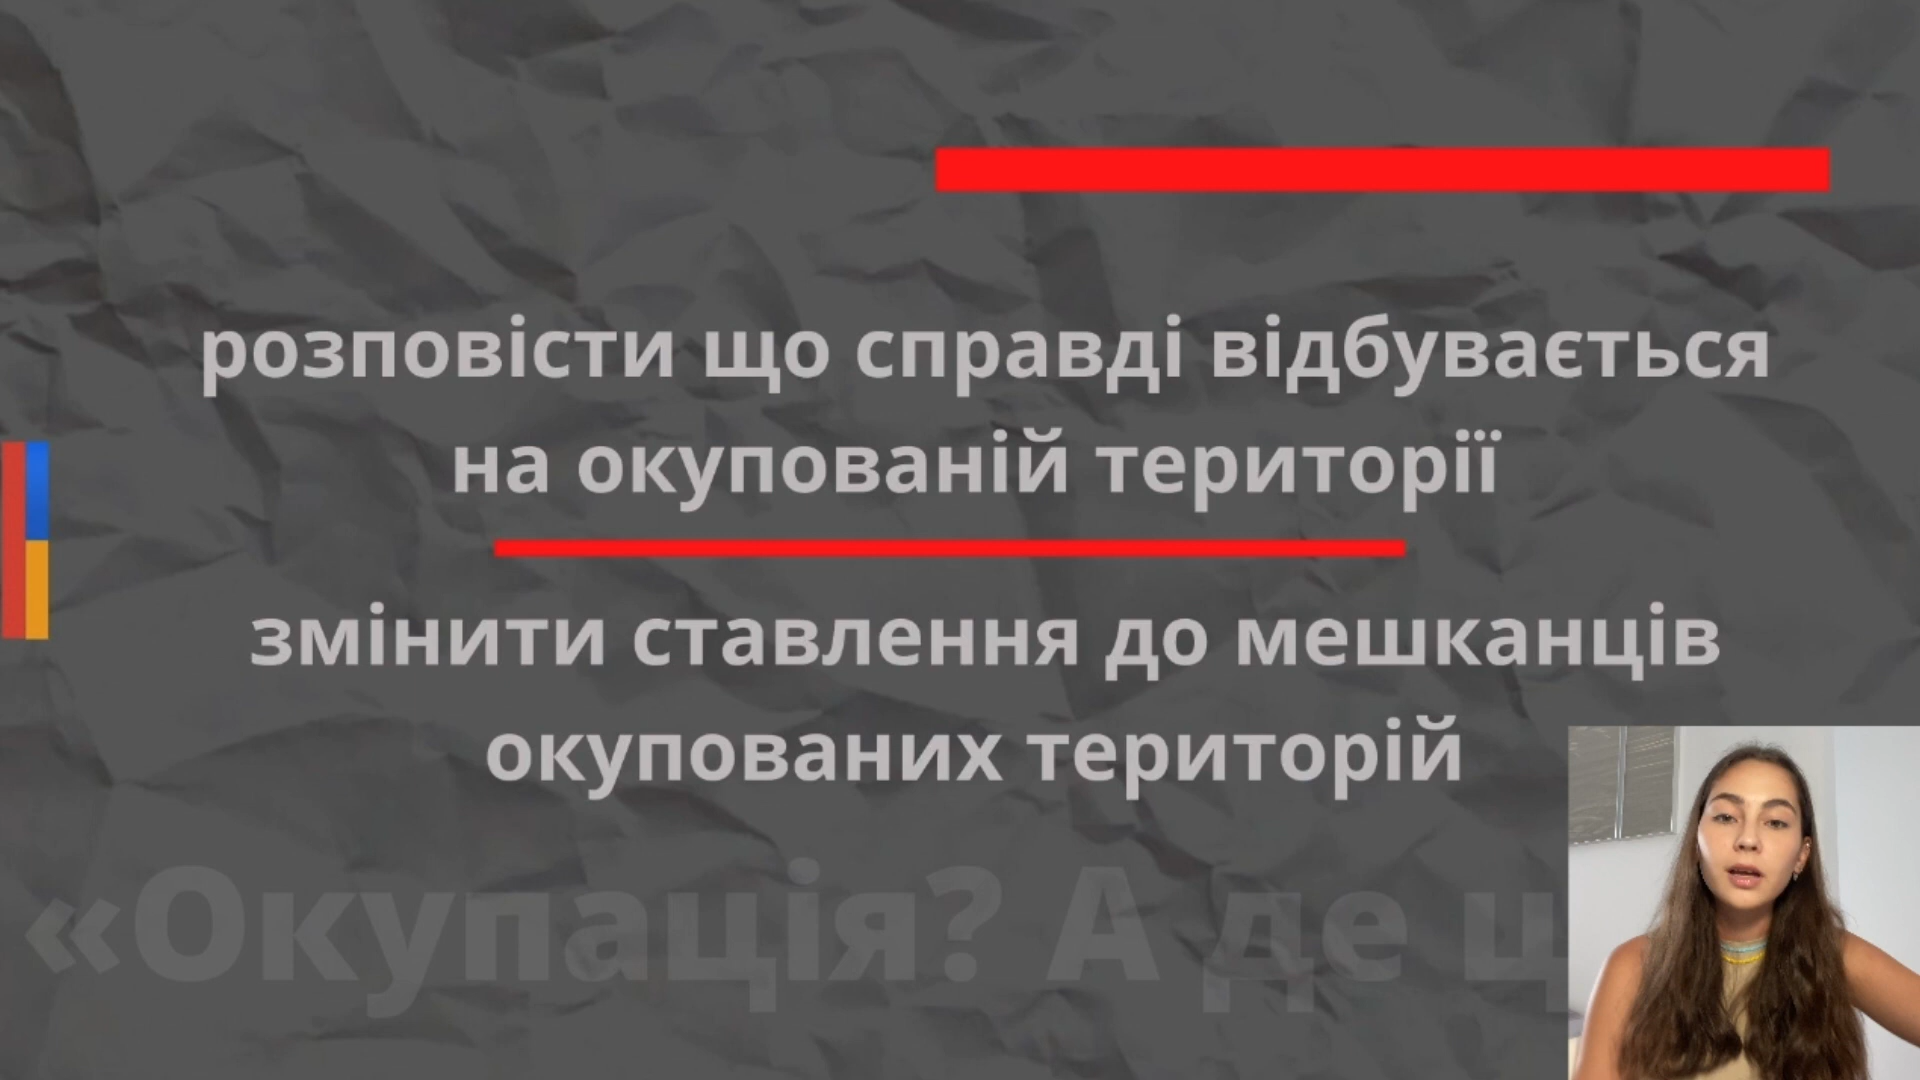 розповісти що справді відбувається
на окупованій території
змінити ставлення до мешканців
окупованих територій
«Окупація? А де